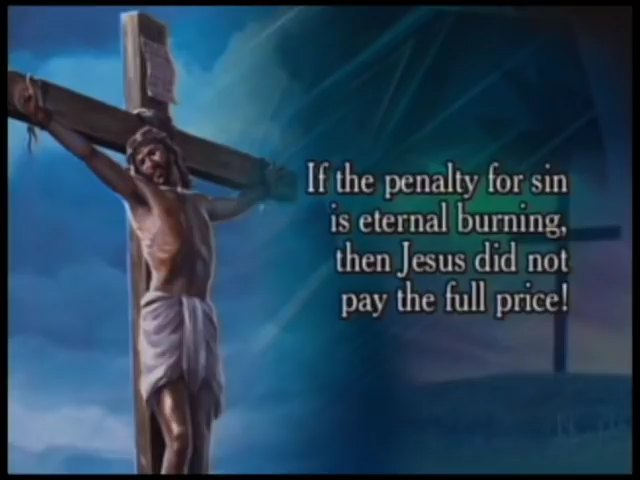 If the penalty for sin
is eternal burning,
then Jesus did not
pay the full price!